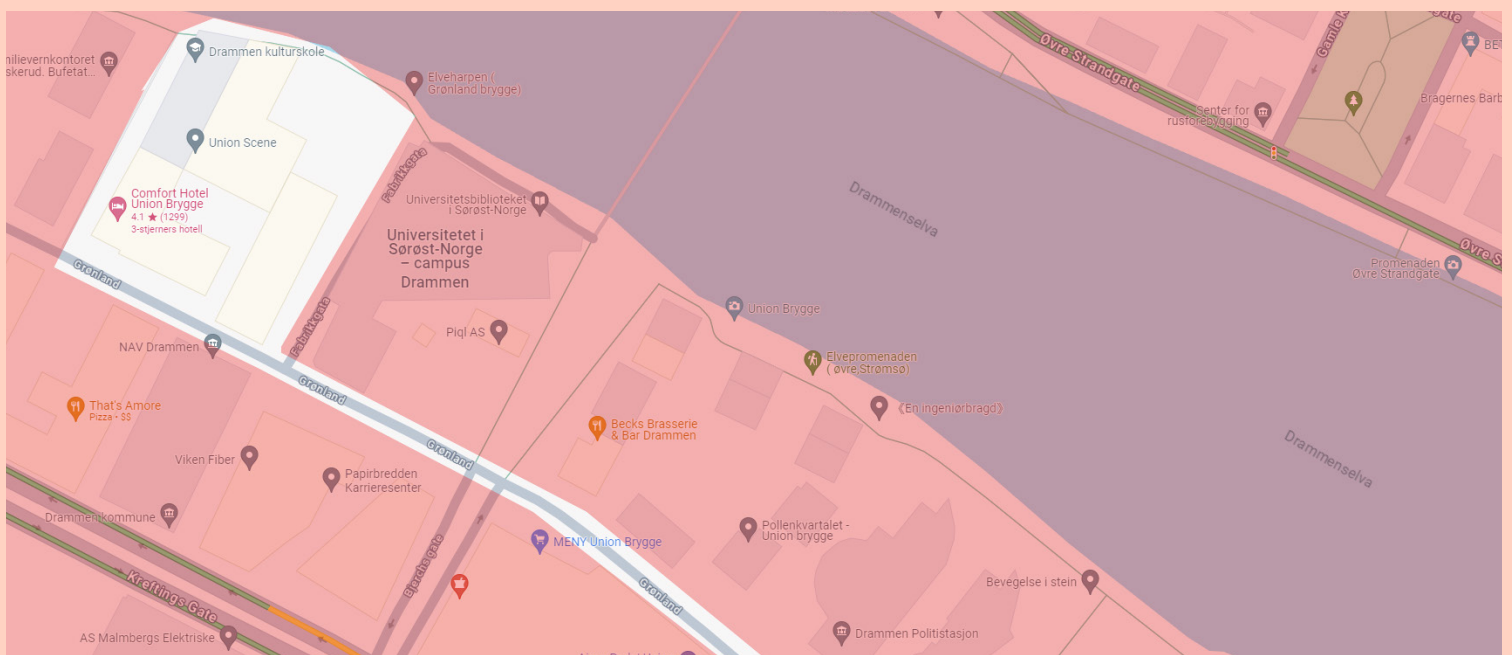 Drammen kulturskole
skerud. Bufetat...
Elveharpen (
Grønland brygge)
Øvre Strandgate
Bragernes Barb
Senter for
rusforebygging
Union Scene
Fabrikkgata
Comfort Hotel
Union Brygge
4.1 ★ (1299)
3-stjerners hotell
Universitetsbiblioteket
i Sørøst-Norge
Drammenselva
Universitetet i
Sørøst-Norge
– campus
Drammen
Grønland
Promenaden
Øvre Strandgate
Union Brygge
Fabrikkgata
Piql AS
NAV Drammen
Elvepromenaden
( øvre Strømsø)
Grønland
That's Amore
Pizza • $$
《En ingeniørbragd》
Becks Brasserie
& Bar Drammen
Grønland
Drammenselva
Viken Fiber
Papirbredden
Karrieresenter
Drammen kommune
Pollenkvartalet -
Union brygge
MENY Union Brygge
Bjerchs gate
Kreftings Gate
Grønland
Bevegelse i stein
AS Malmbergs Elektriske
Drammen Politistasjon